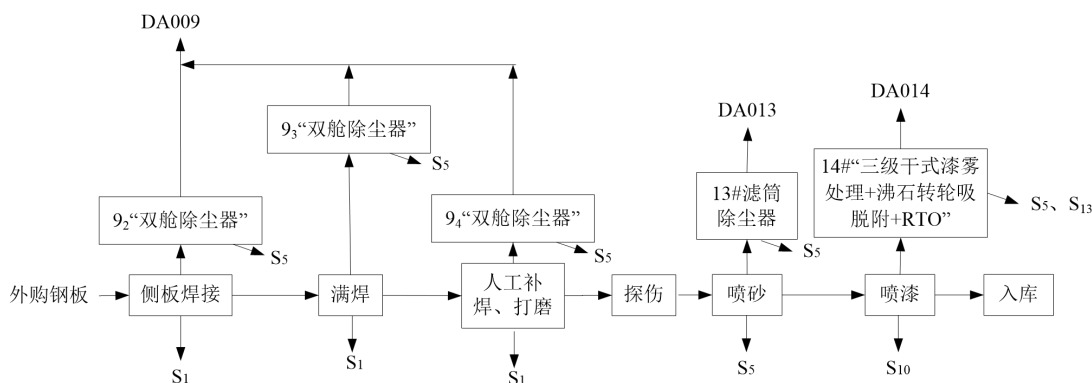 DA009
DA013
DA014
9₃“双舱除尘器”
S₅
14#“三级干式漆雾
处理+沸石转轮吸
脱附+RTO”
S₅、S₁₃
13#滤筒
除尘器
S₅
9₂“双舱除尘器”
S₅
9₄“双舱除尘器”
S₅
外购钢板
侧板焊接
满焊
人工补
焊、打磨
探伤
喷砂
喷漆
入库
S₁
S₁
S₁
S₅
S₁₀